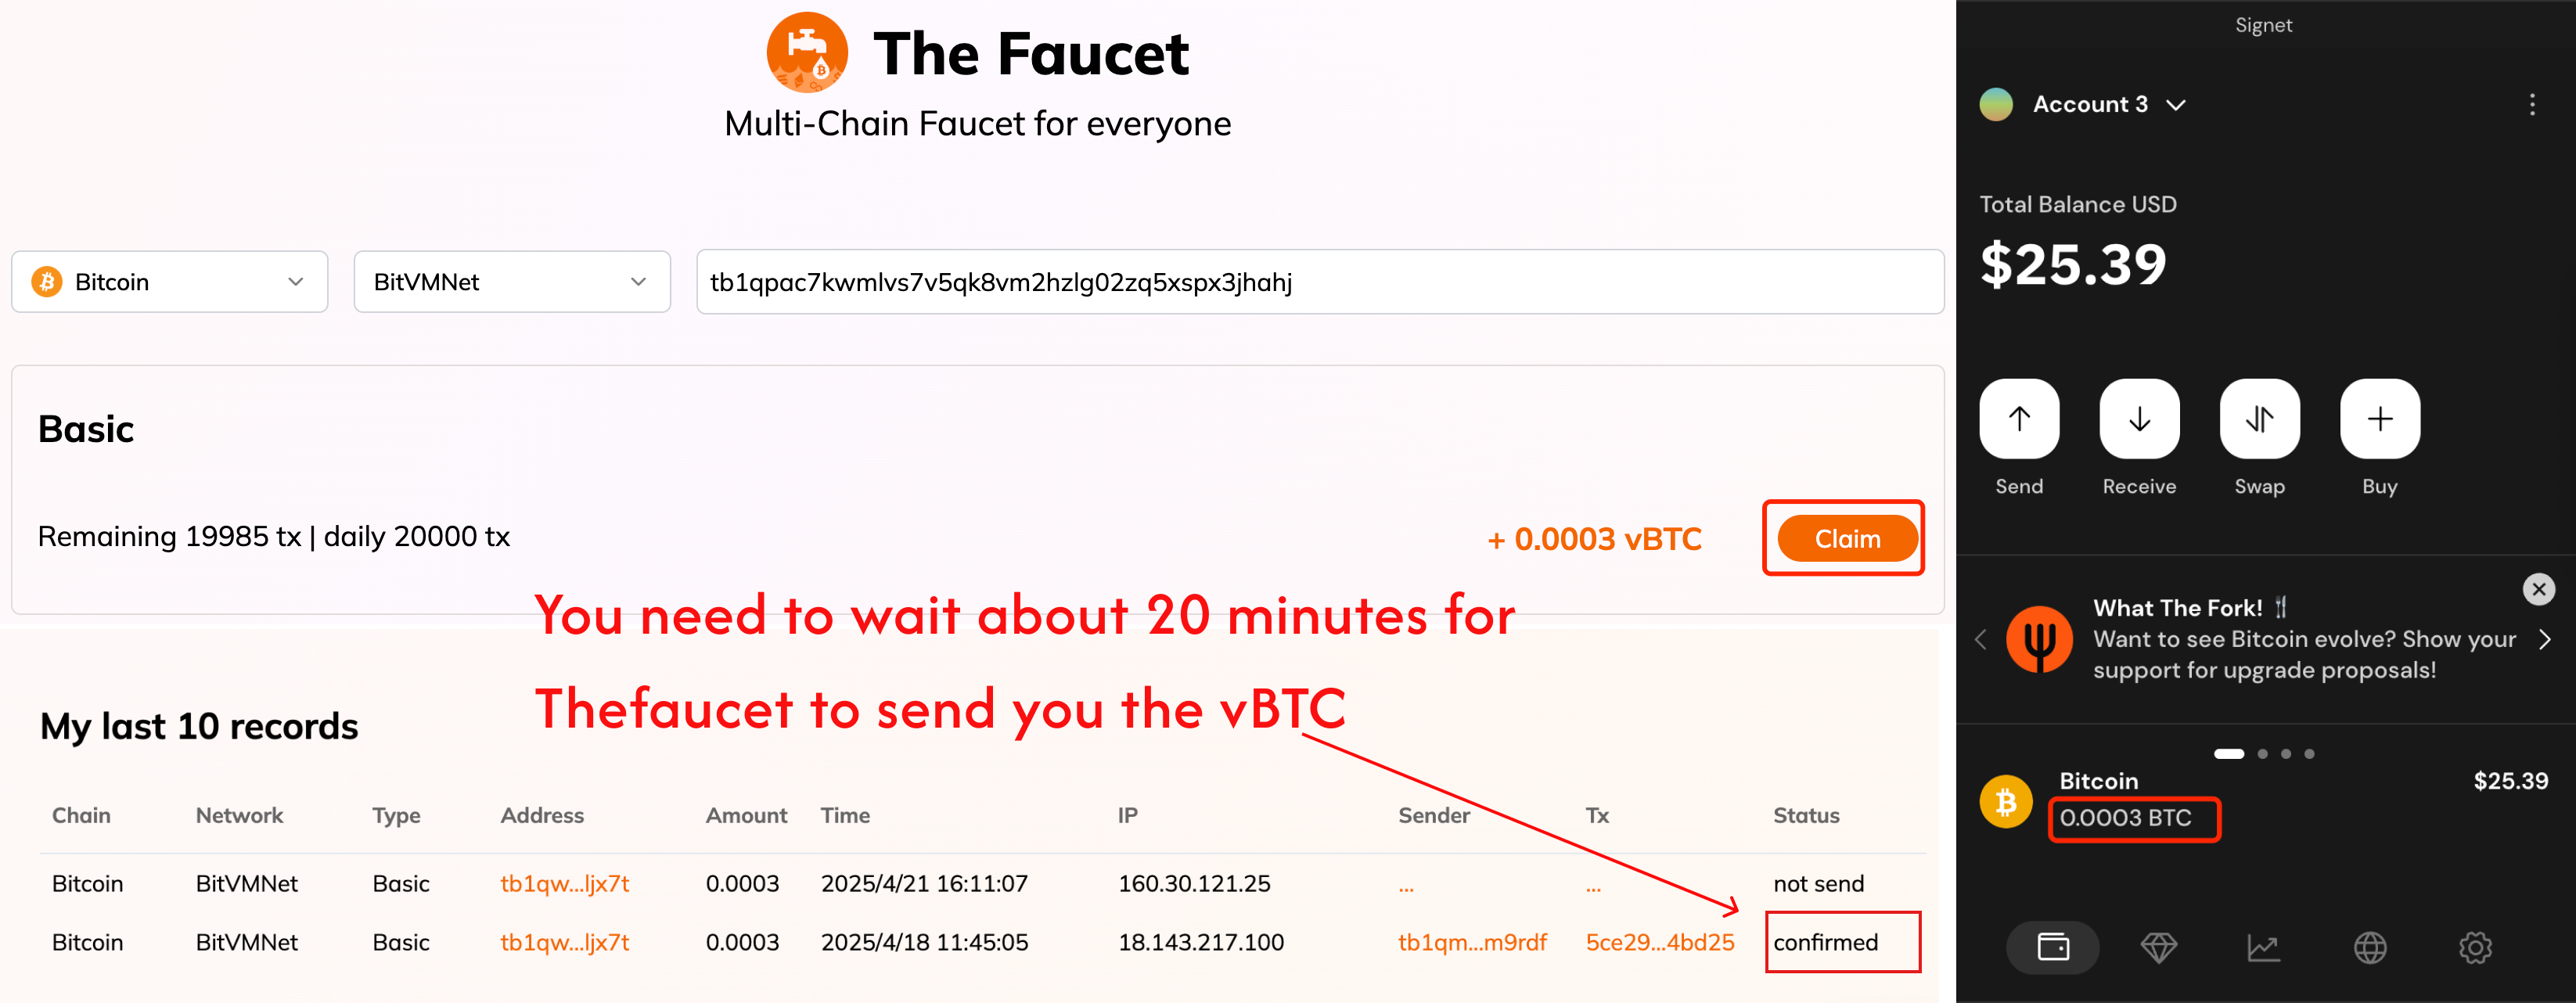 The Faucet
Multi-Chain Faucet for everyone
Bitcoin
BitVMNet
tb1qpac7kwmlvs7v5qk8vm2hzlg02zq5xspx3jhahj
Basic
Remaining 19985 tx | daily 20000 tx
+ 0.0003 vBTC
Claim
You need to wait about 20 minutes for
Thefaucet to send you the vBTC
My last 10 records
Chain Network Type Address Amount Time IP Sender Tx Status
Bitcoin BitVMNet Basic tb1qw...ljx7t 0.0003 2025/4/21 16:11:07 160.30.121.25 ... ... not send
Bitcoin BitVMNet Basic tb1qw...ljx7t 0.0003 2025/4/18 11:45:05 18.143.217.100 tb1qm...m9rdf 5ce29...4bd25 confirmed
Signet
Account 3
Total Balance USD
$25.39
Send Receive Swap Buy
What The Fork! 🍴
Want to see Bitcoin evolve? Show your
support for upgrade proposals!
Bitcoin $25.39
0.0003 BTC